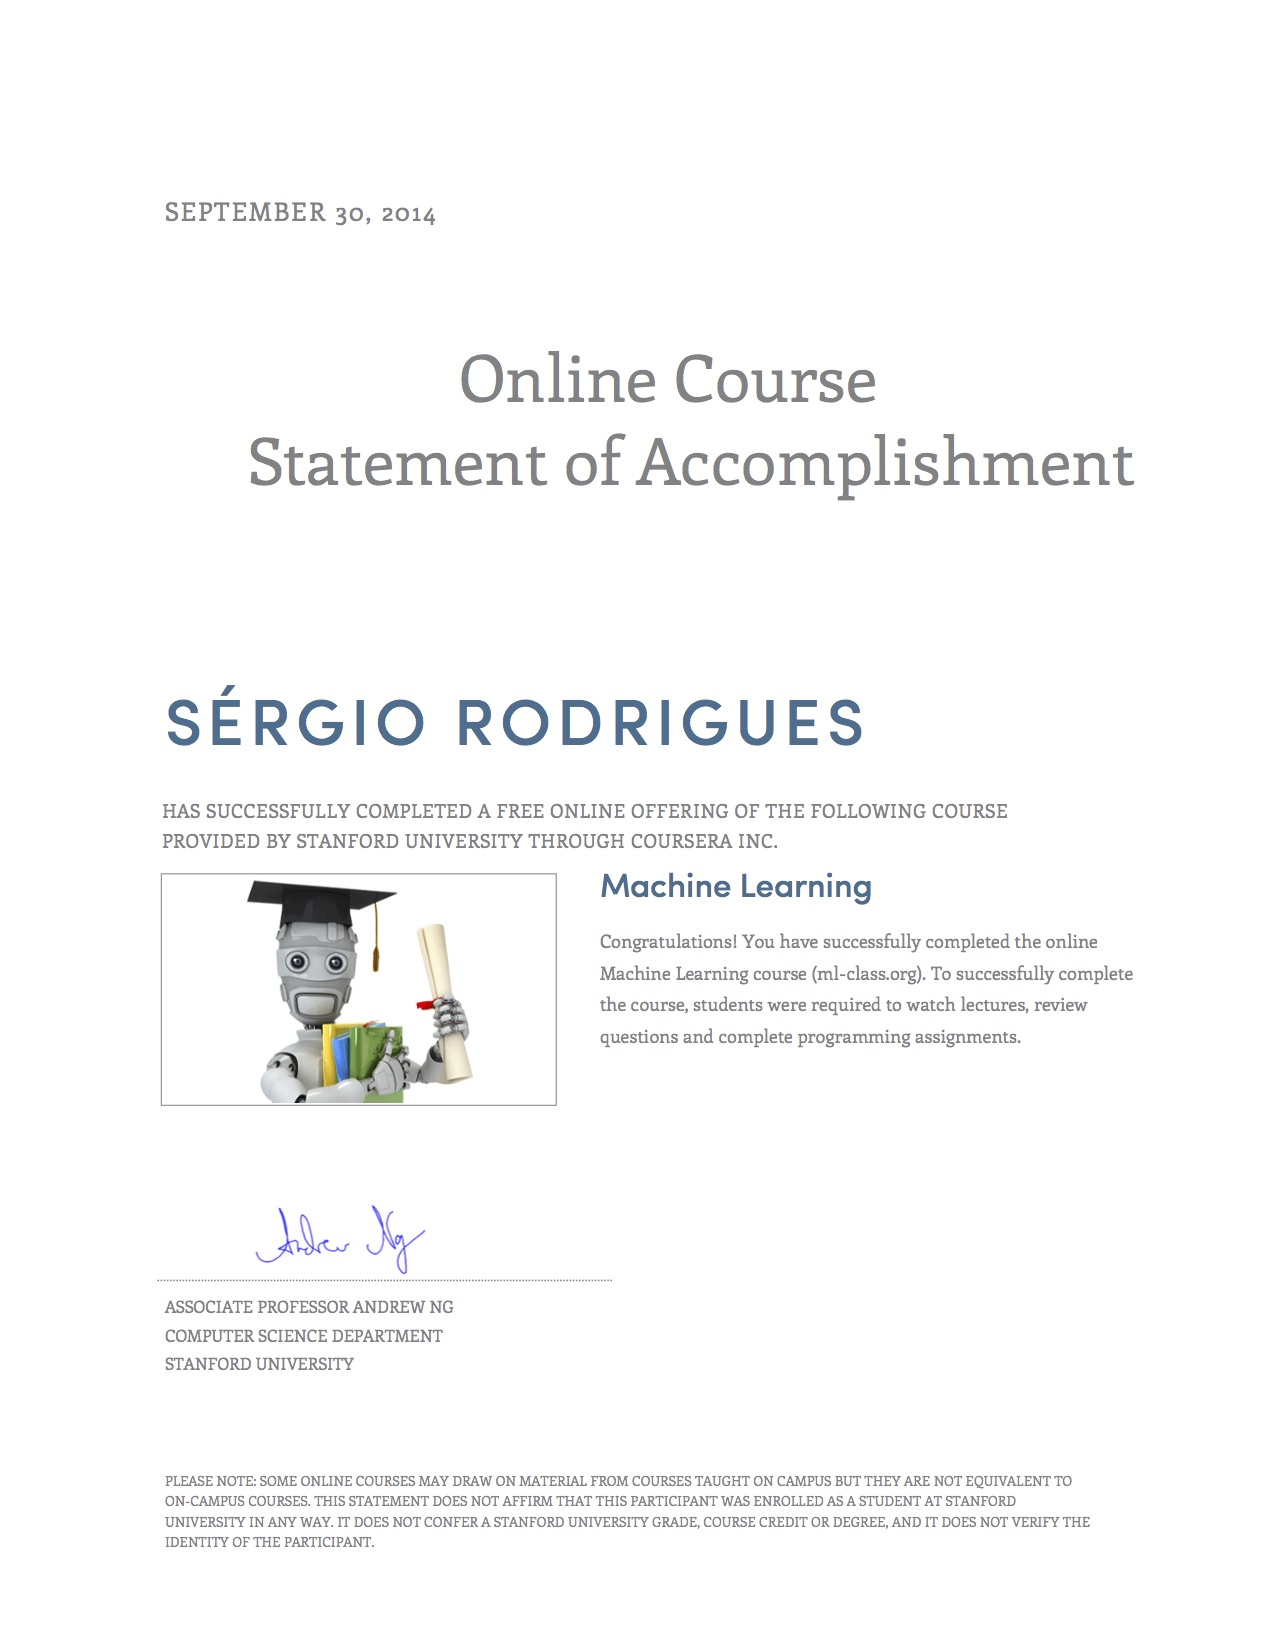 SEPTEMBER 30, 2014
Online Course
Statement of Accomplishment
SÉRGIO RODRIGUES
HAS SUCCESSFULLY COMPLETED A FREE ONLINE OFFERING OF THE FOLLOWING COURSE
PROVIDED BY STANFORD UNIVERSITY THROUGH COURSERA INC.
Machine Learning
Congratulations! You have successfully completed the online
Machine Learning course (ml-class.org). To successfully complete
the course, students were required to watch lectures, review
questions and complete programming assignments.
Andrew Ng
ASSOCIATE PROFESSOR ANDREW NG
COMPUTER SCIENCE DEPARTMENT
STANFORD UNIVERSITY
PLEASE NOTE: SOME ONLINE COURSES MAY DRAW ON MATERIAL FROM COURSES TAUGHT ON CAMPUS BUT THEY ARE NOT EQUIVALENT TO
ON-CAMPUS COURSES. THIS STATEMENT DOES NOT AFFIRM THAT THIS PARTICIPANT WAS ENROLLED AS A STUDENT AT STANFORD
UNIVERSITY IN ANY WAY. IT DOES NOT CONFER A STANFORD UNIVERSITY GRADE, COURSE CREDIT OR DEGREE, AND IT DOES NOT VERIFY THE
IDENTITY OF THE PARTICIPANT.